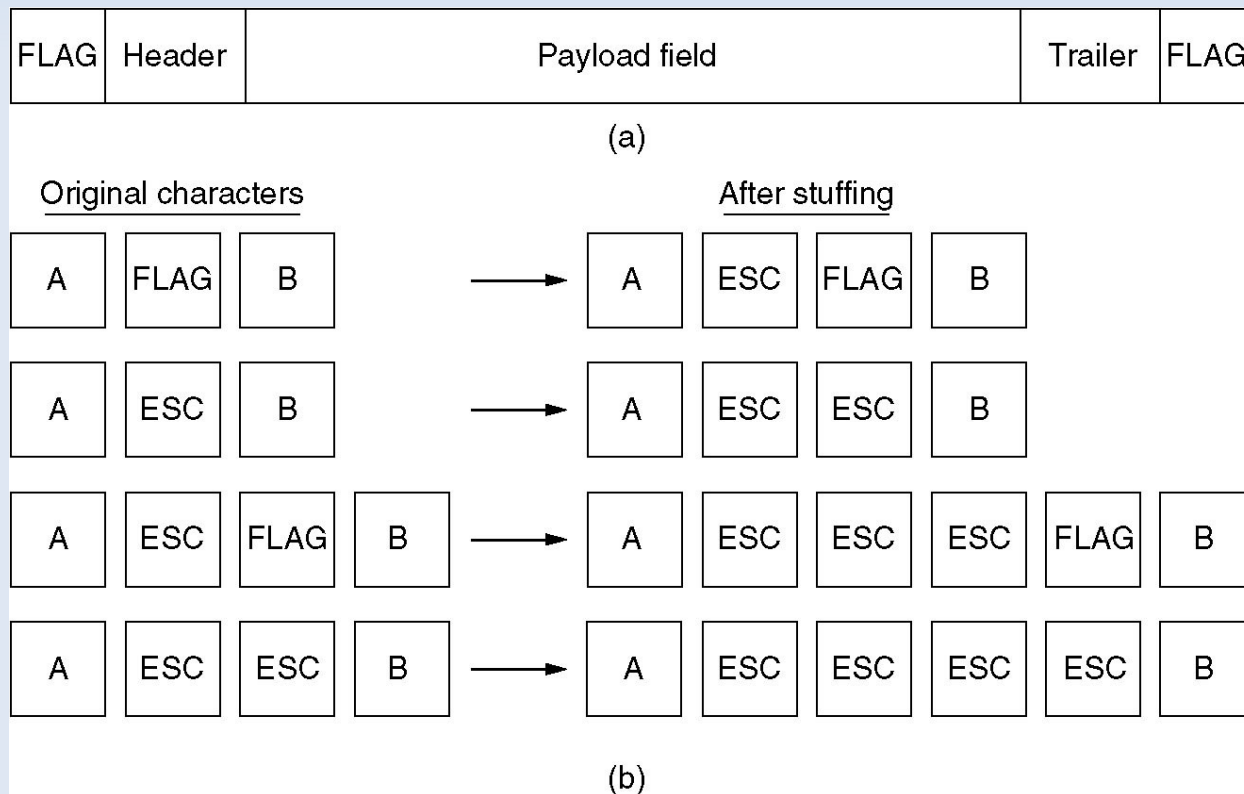 FLAG Header Payload field Trailer FLAG
(a)
Original characters After stuffing
A FLAG B A ESC FLAG B
A ESC B A ESC ESC B
A ESC FLAG B A ESC ESC ESC FLAG B
A ESC ESC B A ESC ESC ESC ESC B
(b)